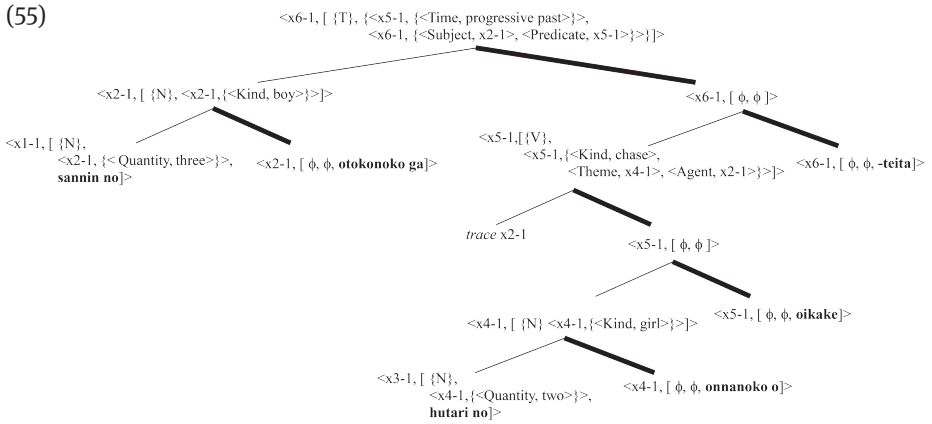 (55)
<x6-1, [ {T}, {<x5-1, {<Time, progressive past>}>,
<x6-1, {<Subject, x2-1>, <Predicate, x5-1>}>}]>
<x2-1, [ {N}, <x2-1,{<Kind, boy>}>]>
<x6-1, [ ϕ, ϕ ]>
<x1-1, [ {N},
<x2-1, {< Quantity, three>}>,
sannin no]>
<x2-1, [ ϕ, ϕ, otokonoko ga]>
<x5-1,[{V},
<x5-1,{<Kind, chase>,
<Theme, x4-1>, <Agent, x2-1>}>]>
<x6-1, [ ϕ, ϕ, -teita]>
trace x2-1
<x5-1, [ ϕ, ϕ ]>
<x4-1, [ {N} <x4-1,{<Kind, girl>}>]>
<x5-1, [ ϕ, ϕ, oikake]>
<x3-1, [ {N},
<x4-1,{<Quantity, two>}>,
hutari no]>
<x4-1, [ ϕ, ϕ, onnanoko o]>